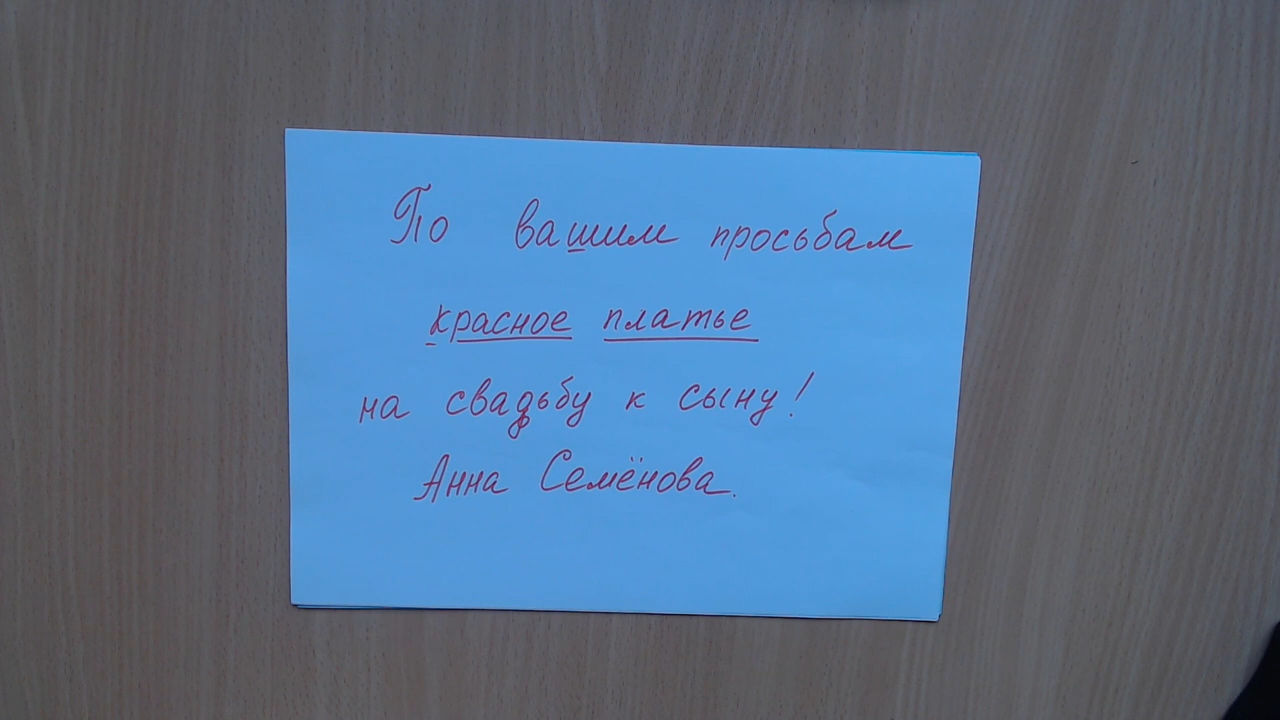 По вашим просьбам
красное платье
на свадьбу к сыну!
Анна Семёнова.